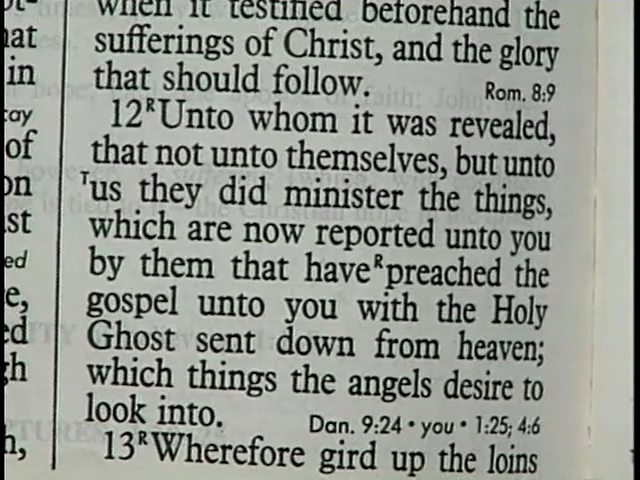 when it testified beforehand the
sufferings of Christ, and the glory
that should follow. Rom. 8:9
12 R Unto whom it was revealed,
that not unto themselves, but unto
T us they did minister the things,
which are now reported unto you
by them that have R preached the
gospel unto you with the Holy
Ghost sent down from heaven;
which things the angels desire to
look into. Dan. 9:24 • you • 1:25; 4:6
13 R Wherefore gird up the loins
in
of